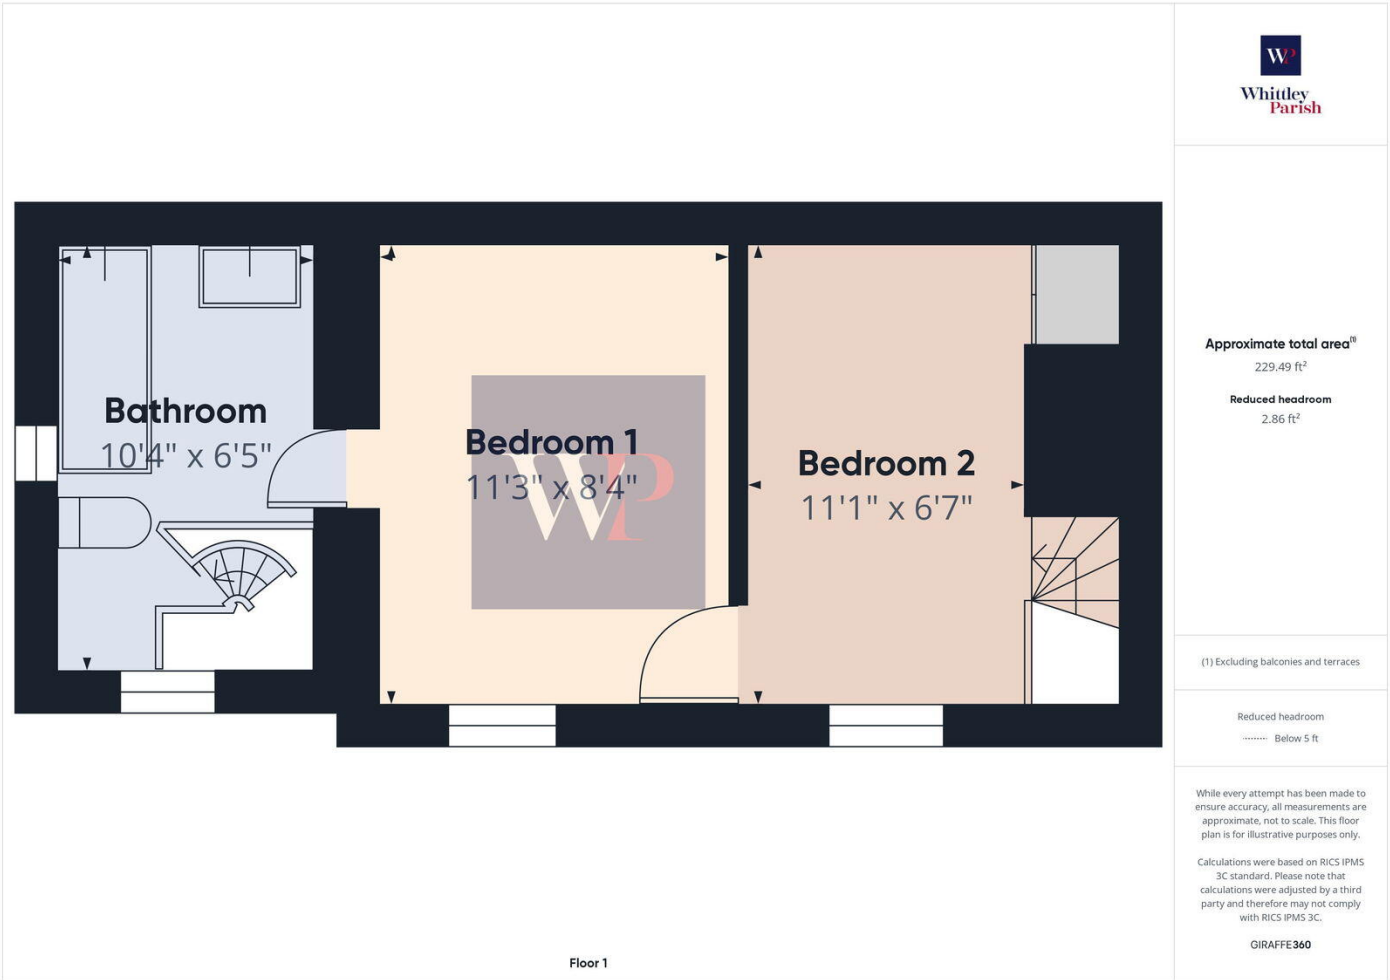 WP
Whittley
Parish
Bathroom
10'4" x 6'5"
Bedroom 1
11'3" x 8'4"
WP
Bedroom 2
11'1" x 6'7"
Floor 1
Approximate total area(1)
229.49 ft²
Reduced headroom
2.86 ft²
(1) Excluding balconies and terraces
Reduced headroom
Below 5 ft
While every attempt has been made to
ensure accuracy, all measurements are
approximate, not to scale. This floor
plan is for illustrative purposes only.
Calculations were based on RICS IPMS
3C standard. Please note that
calculations were adjusted by a third
party and therefore may not comply
with RICS IPMS 3C.
GIRAFFE360